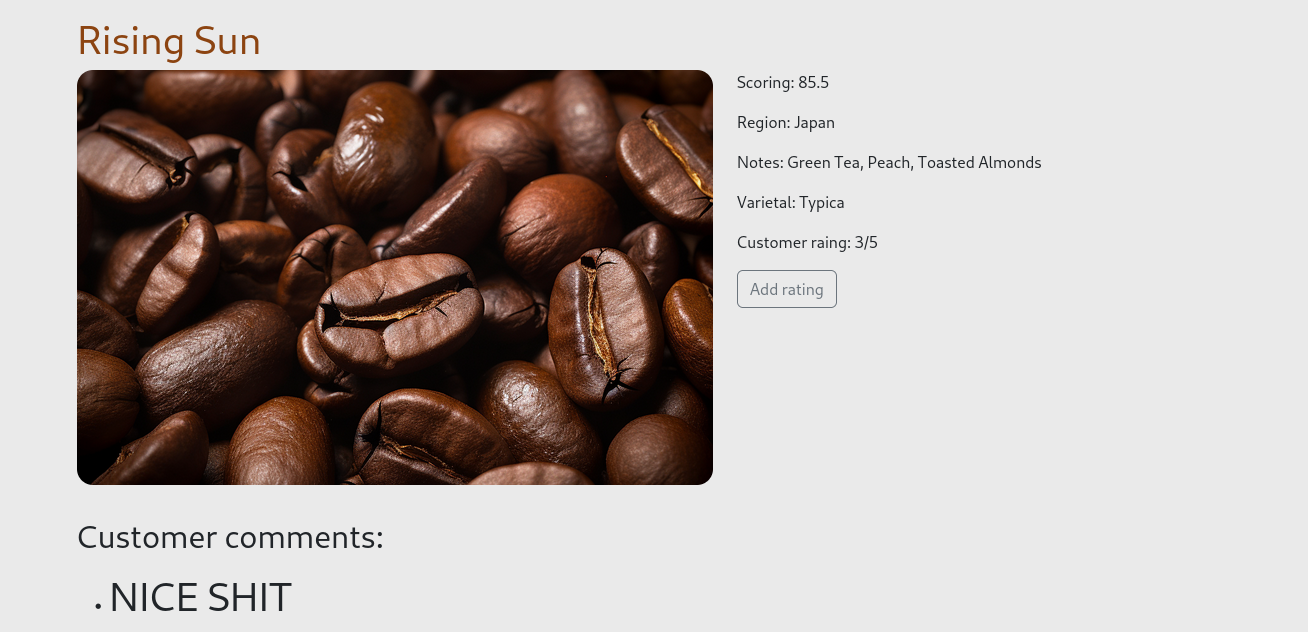 Rising Sun
Scoring: 85.5
Region: Japan
Notes: Green Tea, Peach, Toasted Almonds
Varietal: Typica
Customer raing: 3/5
Add rating
Customer comments:
• NICE SHIT